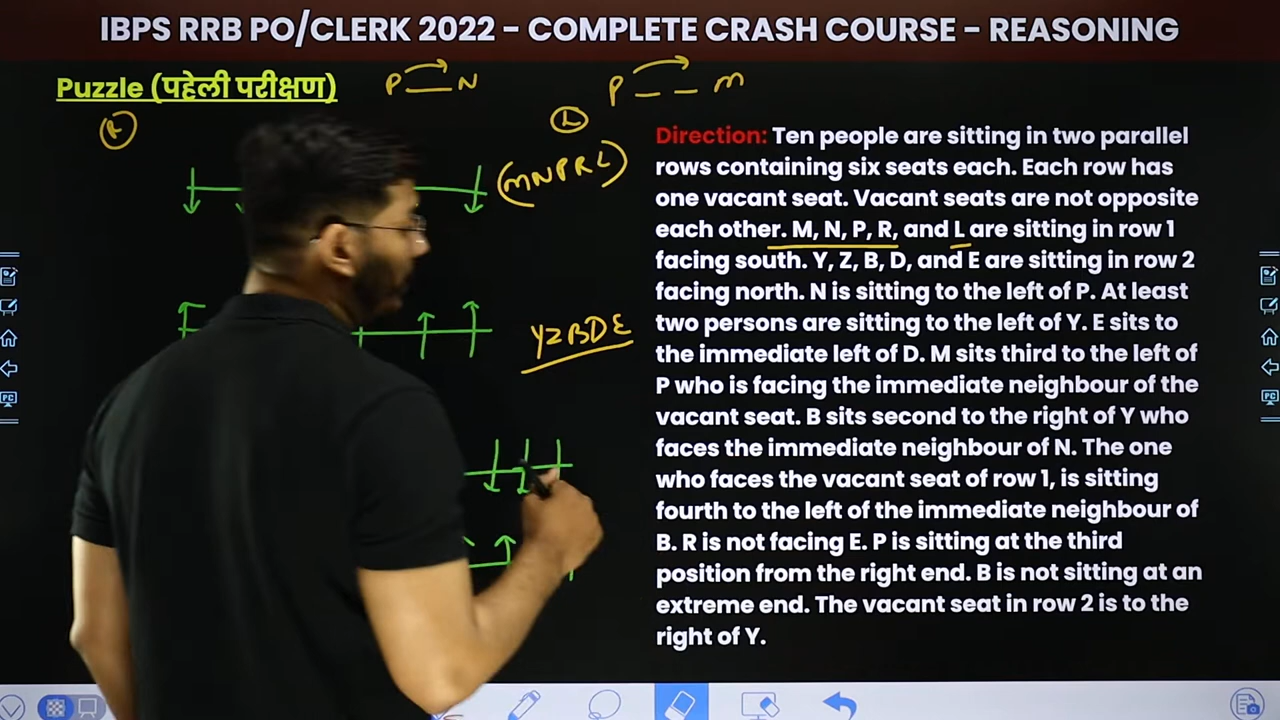 IBPS RRB PO/CLERK 2022 - COMPLETE CRASH COURSE - REASONING
Puzzle (पहेली परीक्षण)
P N
P _ _ M
R
L
(MNPRL)
YZBDE
Direction: Ten people are sitting in two parallel
rows containing six seats each. Each row has
one vacant seat. Vacant seats are not opposite
each other. M, N, P, R, and L are sitting in row 1
facing south. Y, Z, B, D, and E are sitting in row 2
facing north. N is sitting to the left of P. At least
two persons are sitting to the left of Y. E sits to
the immediate left of D. M sits third to the left of
P who is facing the immediate neighbour of the
vacant seat. B sits second to the right of Y who
faces the immediate neighbour of N. The one
who faces the vacant seat of row 1, is sitting
fourth to the left of the immediate neighbour of
B. R is not facing E. P is sitting at the third
position from the right end. B is not sitting at an
extreme end. The vacant seat in row 2 is to the
right of Y.
PC
PC